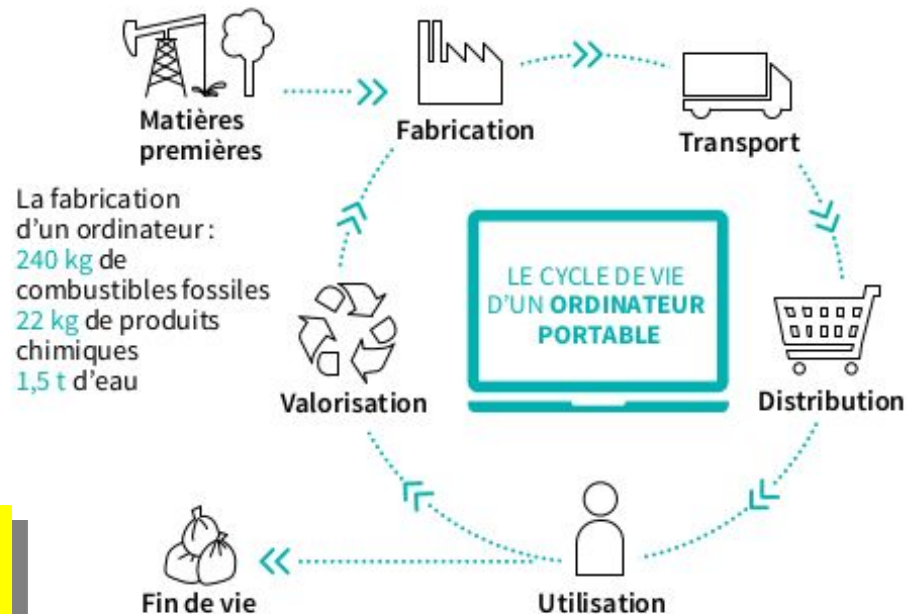 Matières
premières
Fabrication
Transport
La fabrication
d'un ordinateur :
240 kg de
combustibles fossiles
22 kg de produits
chimiques
1,5 t d'eau
LE CYCLE DE VIE
D'UN ORDINATEUR
PORTABLE
Valorisation
Distribution
Fin de vie
Utilisation